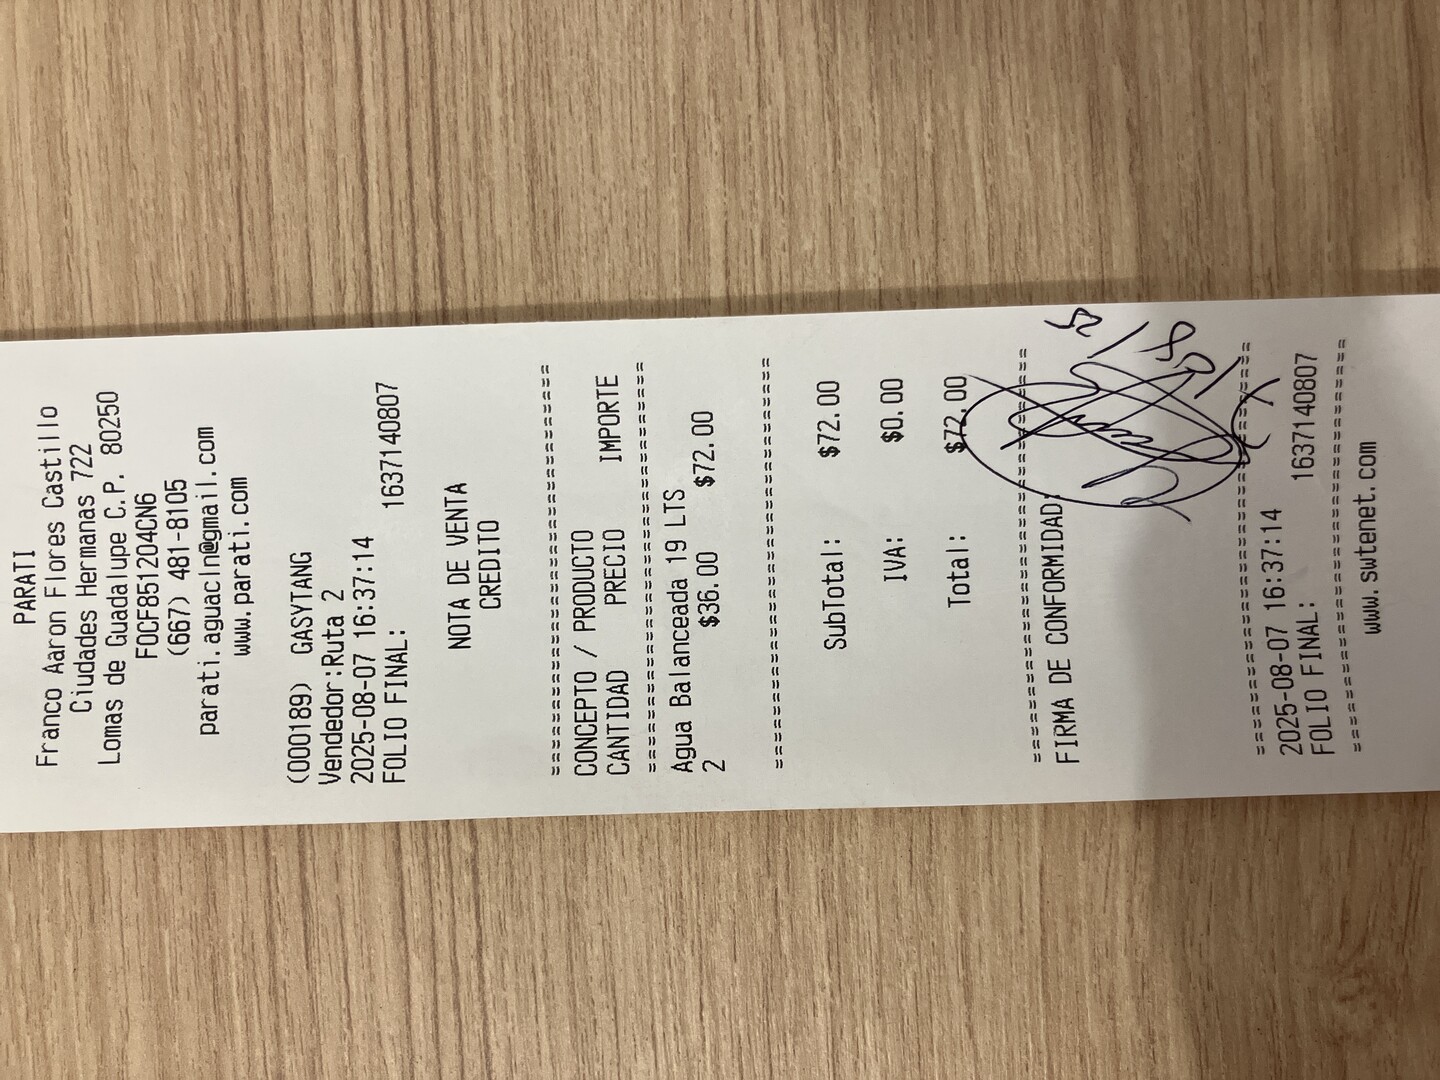 PARATI
Franco Aaron Flores Castillo
Ciudades Hermanas 722
Lomas de Guadalupe C.P. 80250
FOCF851204CN6
(667) 481-8105
parati.aguacln@gmail.com
www.parati.com
(000189) GASYTANG
Vendedor:Ruta 2
2025-08-07 16:37:14
FOLIO FINAL: 1637140807
NOTA DE VENTA
CREDITO
==============================
CONCEPTO / PRODUCTO
CANTIDAD PRECIO IMPORTE
==============================
Agua Balanceada 19 LTS
2 $36.00 $72.00
==============================
SubTotal: $72.00
IVA: $0.00
Total: $72.00
==============================
FIRMA DE CONFORMIDAD:
==============================
2025-08-07 16:37:14
FOLIO FINAL: 1637140807
==============================
www.swtenet.com